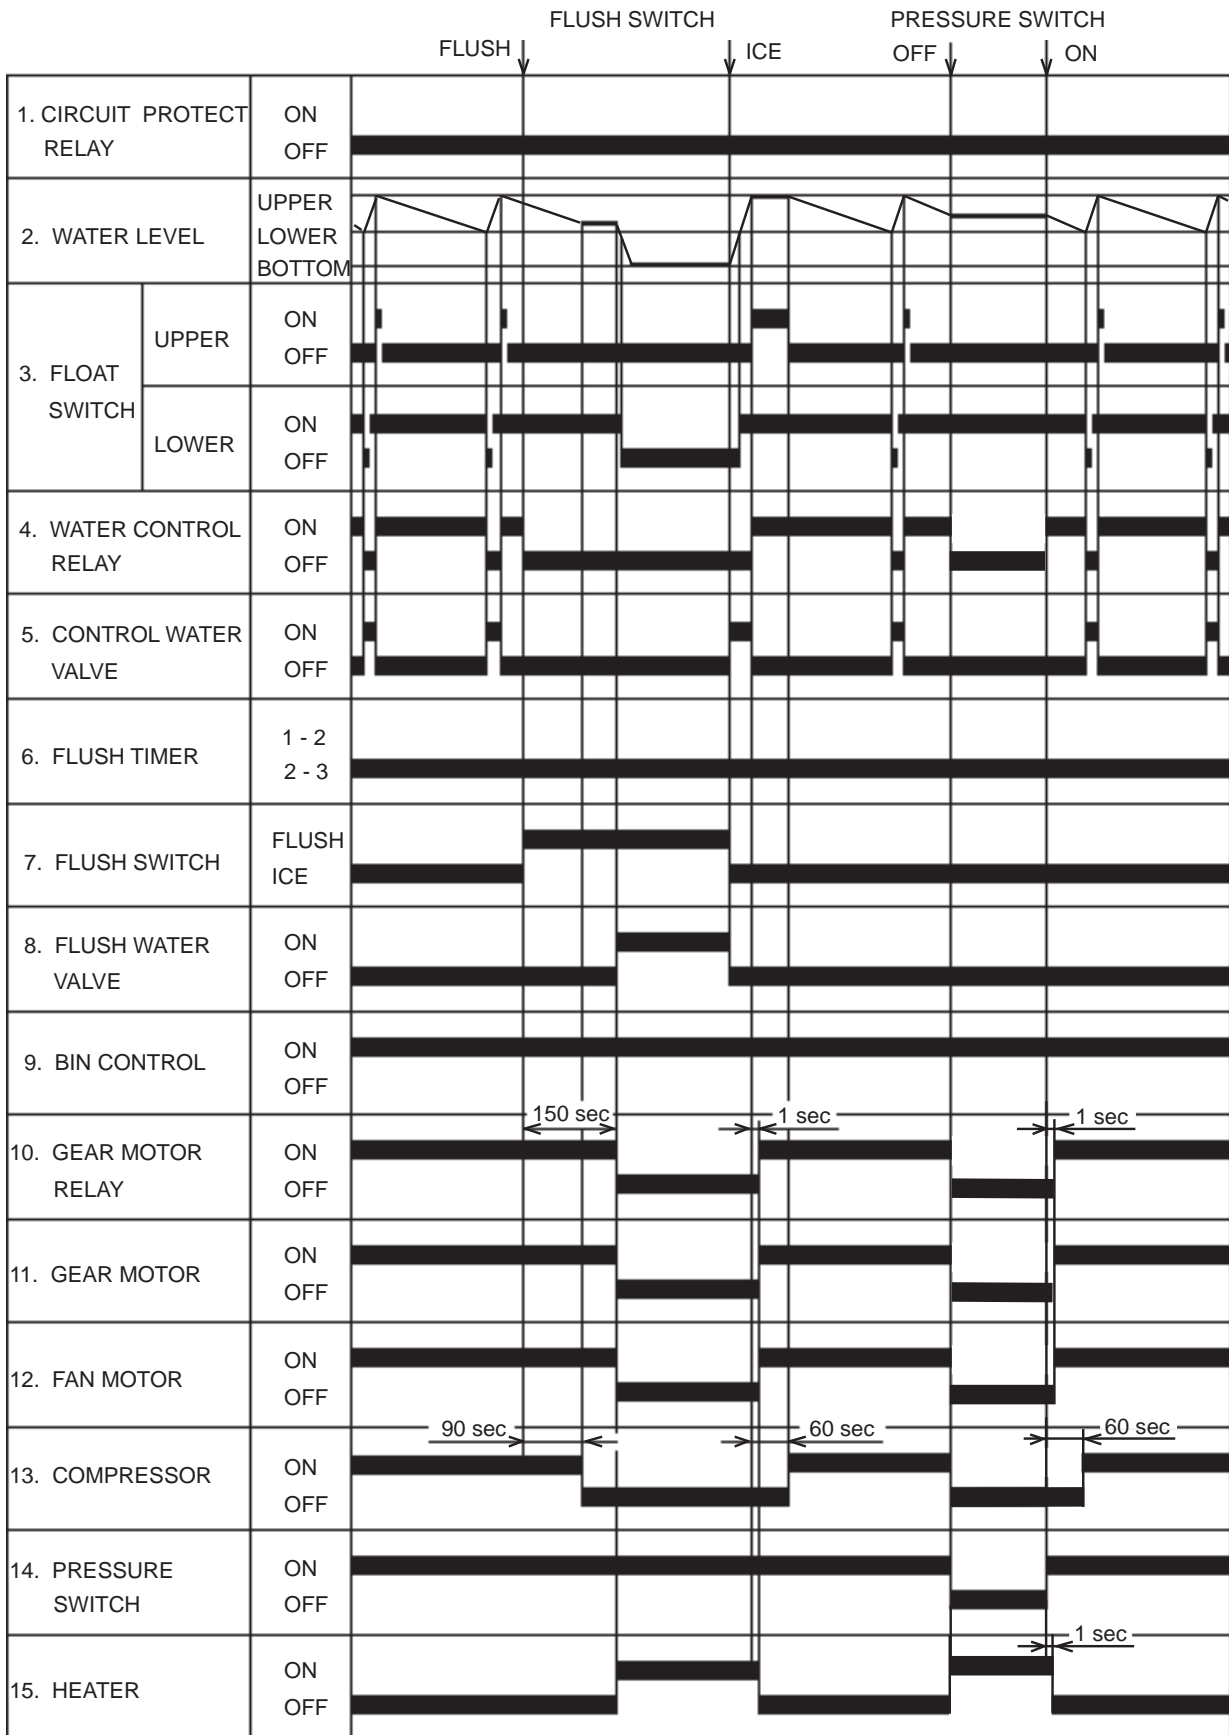 FLUSH SWITCH PRESSURE SWITCH
FLUSH ICE OFF ON
1. CIRCUIT PROTECT ON
RELAY OFF
UPPER
2. WATER LEVEL LOWER
BOTTOM
3. FLOAT
SWITCH
UPPER
ON
OFF
LOWER
ON
OFF
4. WATER CONTROL ON
RELAY OFF
5. CONTROL WATER ON
VALVE OFF
6. FLUSH TIMER
1 - 2
2 - 3
7. FLUSH SWITCH
FLUSH
ICE
8. FLUSH WATER ON
VALVE OFF
9. BIN CONTROL
ON
OFF
150 sec 1 sec 1 sec
10. GEAR MOTOR ON
RELAY OFF
11. GEAR MOTOR
ON
OFF
12. FAN MOTOR
ON
OFF
90 sec 60 sec 60 sec
13. COMPRESSOR
ON
OFF
14. PRESSURE ON
SWITCH OFF
1 sec
15. HEATER
ON
OFF